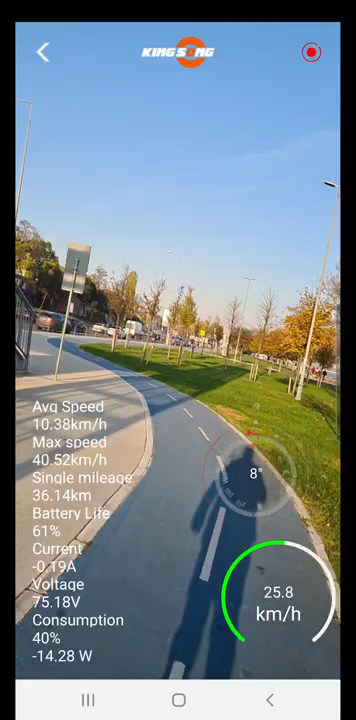 KINGSONG
Avg Speed
10.38km/h
Max speed
40.52km/h
Single mileage
36.14km
Battery Life
61%
Current
-0.19A
Voltage
75.18V
Consumption
40%
-14.28 W
8°
25.8
km/h